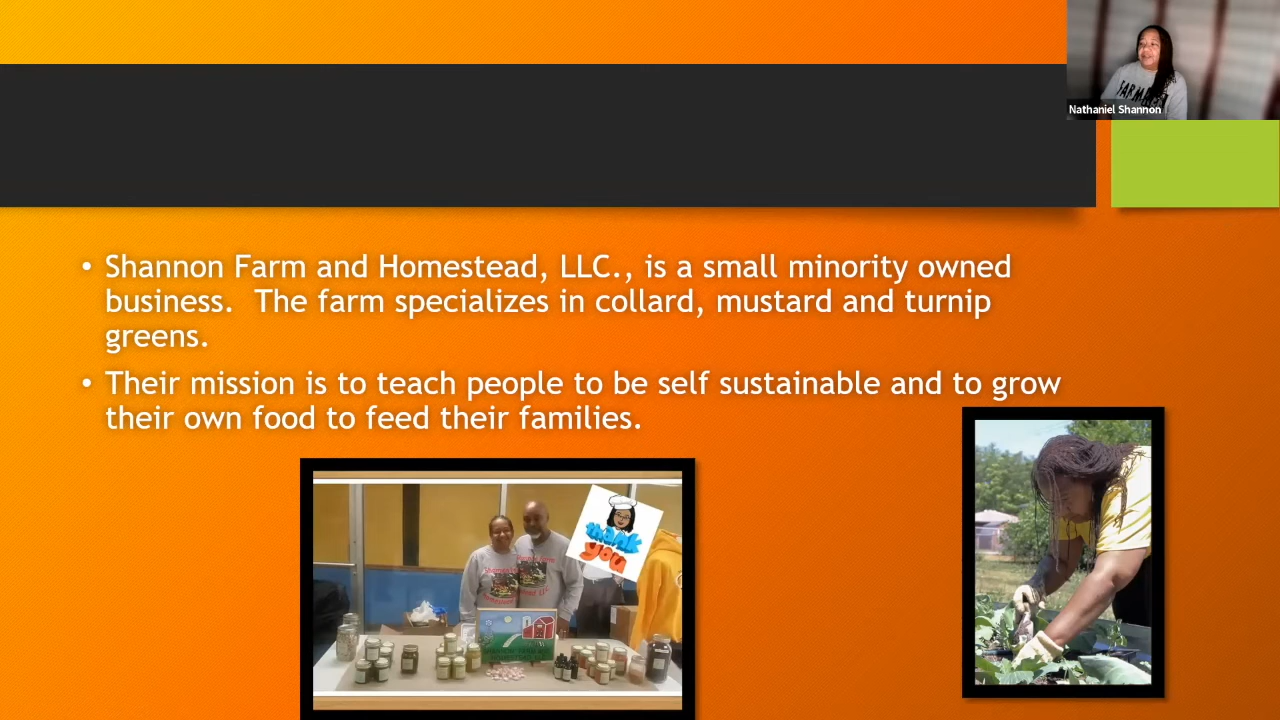 FARM
Nathaniel Shannon
• Shannon Farm and Homestead, LLC., is a small minority owned
business.  The farm specializes in collard, mustard and turnip
greens.
• Their mission is to teach people to be self sustainable and to grow
their own food to feed their families.
thank
you